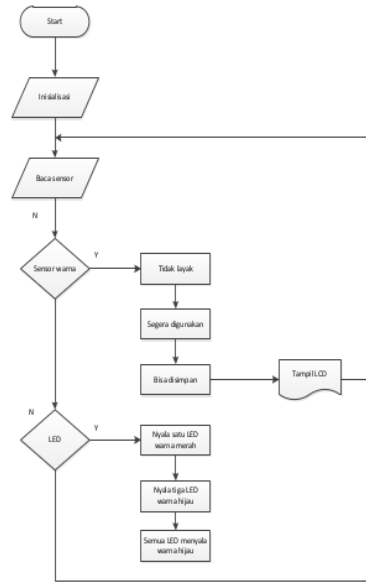 Start
Inisialisasi
Baca sensor
N
Sensor warna
Y
Tidak layak
Segera digunakan
Bisa disimpan
Tampil LCD
N
LED
Y
Nyala satu LED
warna merah
Nyala tiga LED
warna hijau
Semua LED menyala
warna hijau